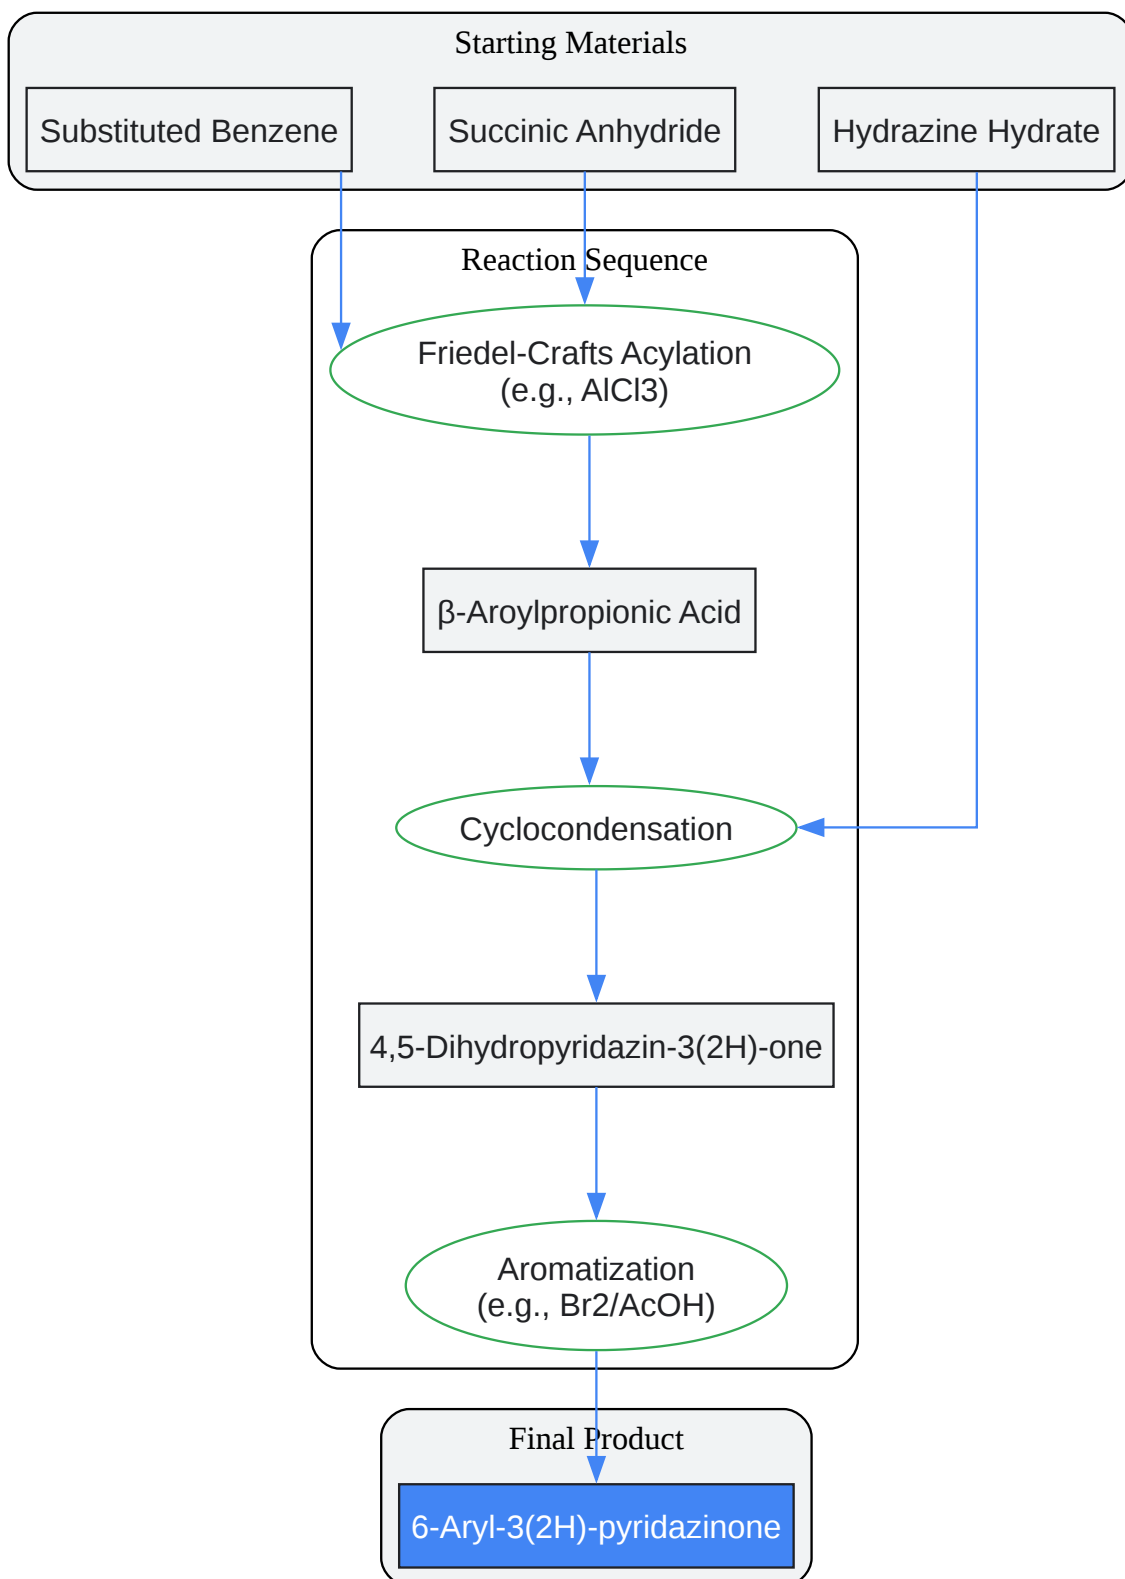 Starting Materials
Substituted Benzene
Succinic Anhydride
Hydrazine Hydrate
Reaction Sequence
Friedel-Crafts Acylation
(e.g., AlCl3)
β-Aroylpropionic Acid
Cyclocondensation
4,5-Dihydropyridazin-3(2H)-one
Aromatization
(e.g., Br2/AcOH)
Final Product
6-Aryl-3(2H)-pyridazinone